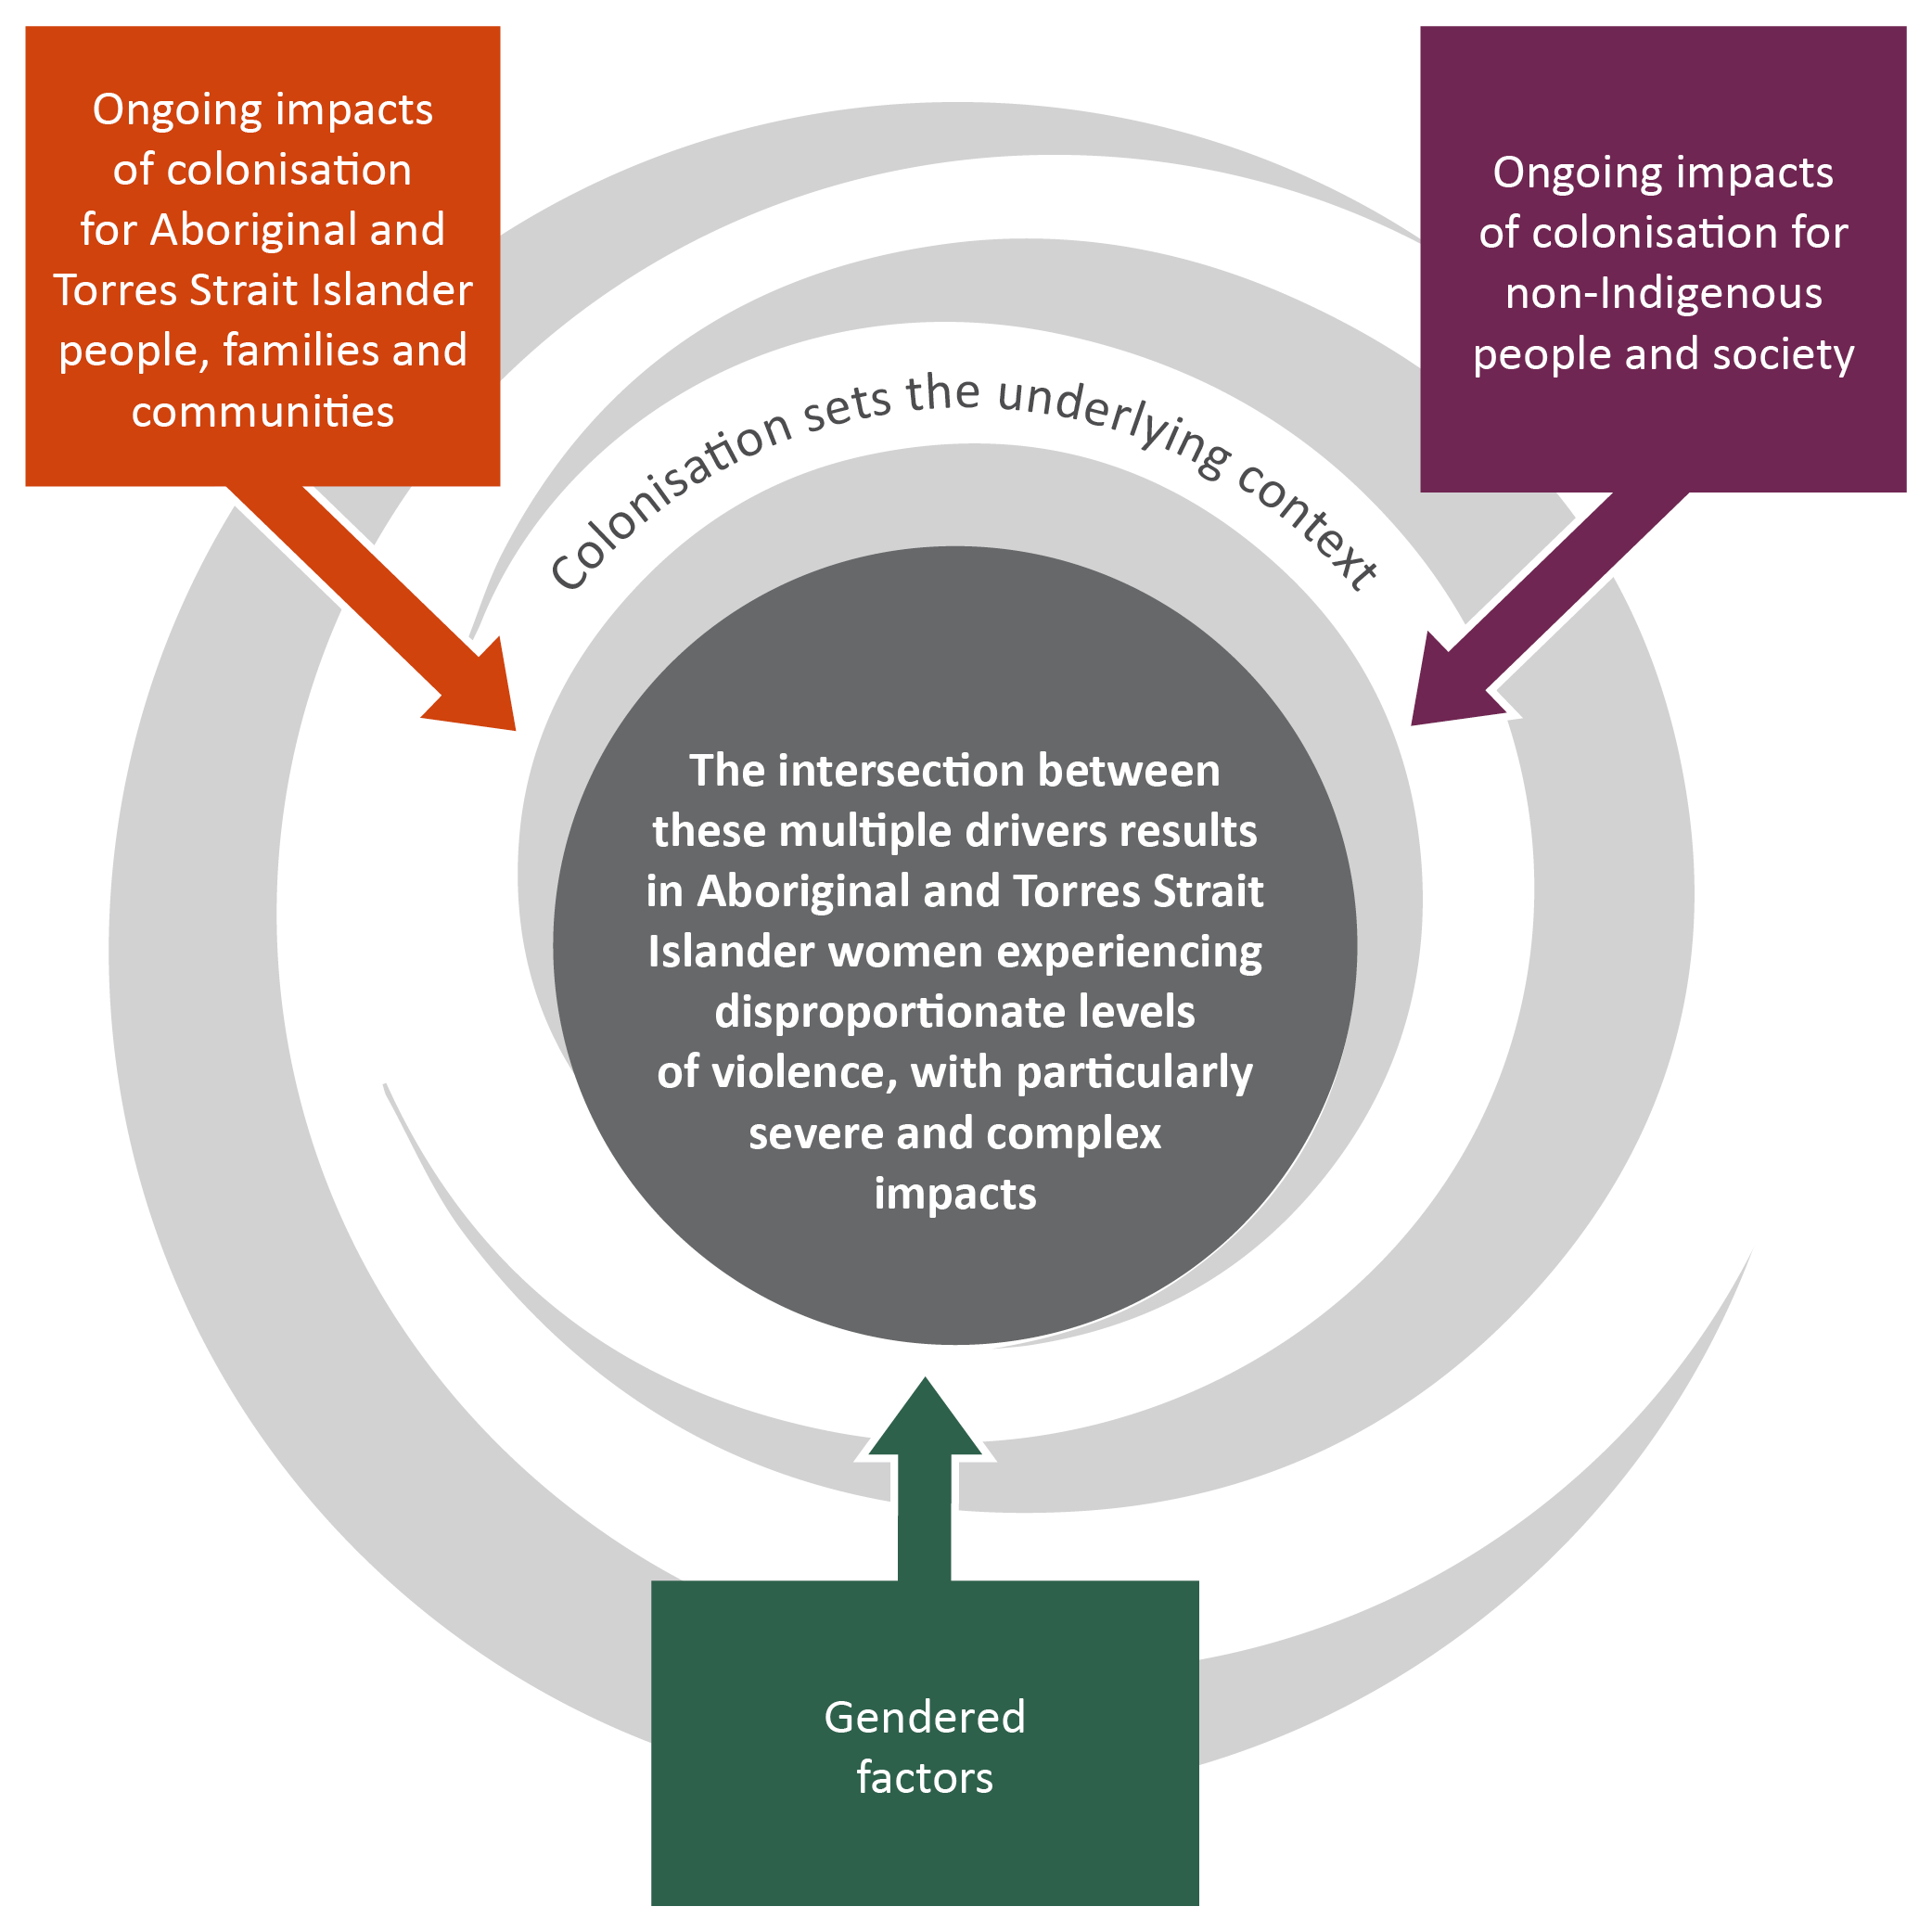 Ongoing impacts
of colonisation
for Aboriginal and
Torres Strait Islander
people, families and
communities
Ongoing impacts
of colonisation for
non-Indigenous
people and society
Colonisation sets the underlying context
The intersection between
these multiple drivers results
in Aboriginal and Torres Strait
Islander women experiencing
disproportionate levels
of violence, with particularly
severe and complex
impacts
Gendered
factors